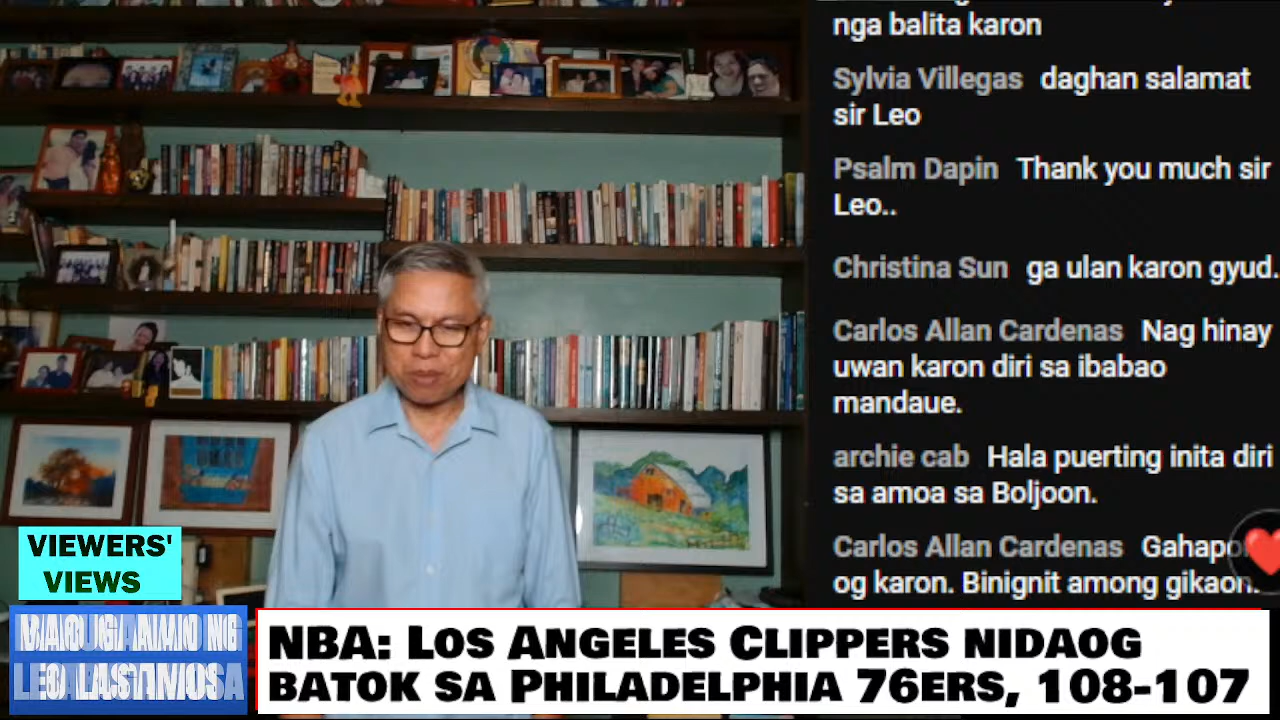 nga balita karon
Sylvia Villegas daghan salamat
sir Leo
Psalm Dapin Thank you much sir
Leo..
Christina Sun ga ulan karon gyud.
Carlos Allan Cardenas Nag hinay
uwan karon diri sa ibabao
mandaue.
archie cab Hala puerting inita diri
sa amoa sa Boljoon.
Carlos Allan Cardenas
og karon. Binignit among gikaon.
VIEWERS'
VIEWS
NBA: LOS ANGELES CLIPPERS NIDAOG
BATOK SA PHILADELPHIA 76ERS, 108-107